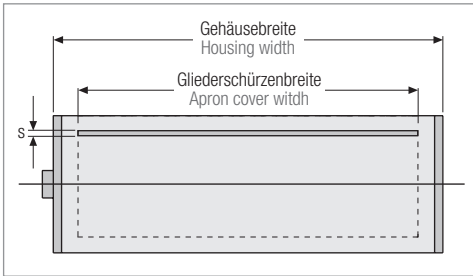 Gehäusebreite
Housing width
Gliederschürzenbreite
Apron cover witdh
s